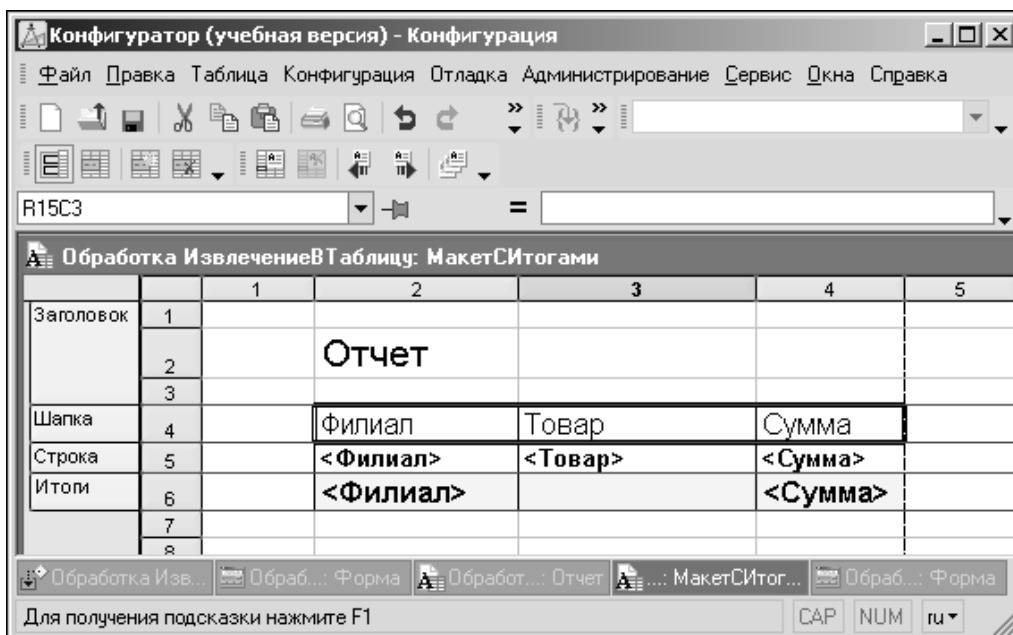 Конфигуратор (учебная версия) - Конфигурация
Файл Правка Таблица Конфигурация Отладка Администрирование Сервис Окна Справка
R15C3 =
Обработка ИзвлечениеВТаблицу: МакетСИтогами
1 2 3 4 5
Заголовок 1
2 Отчет
3
Шапка 4 Филиал Товар Сумма
Строка 5 <Филиал> <Товар> <Сумма>
Итоги 6 <Филиал> <Сумма>
7
8
Обработка Изв... Обраб...: Форма Обработ...: Отчет ...: МакетСИтог... Обраб...: Форма
Для получения подсказки нажмите F1 CAP NUM ru